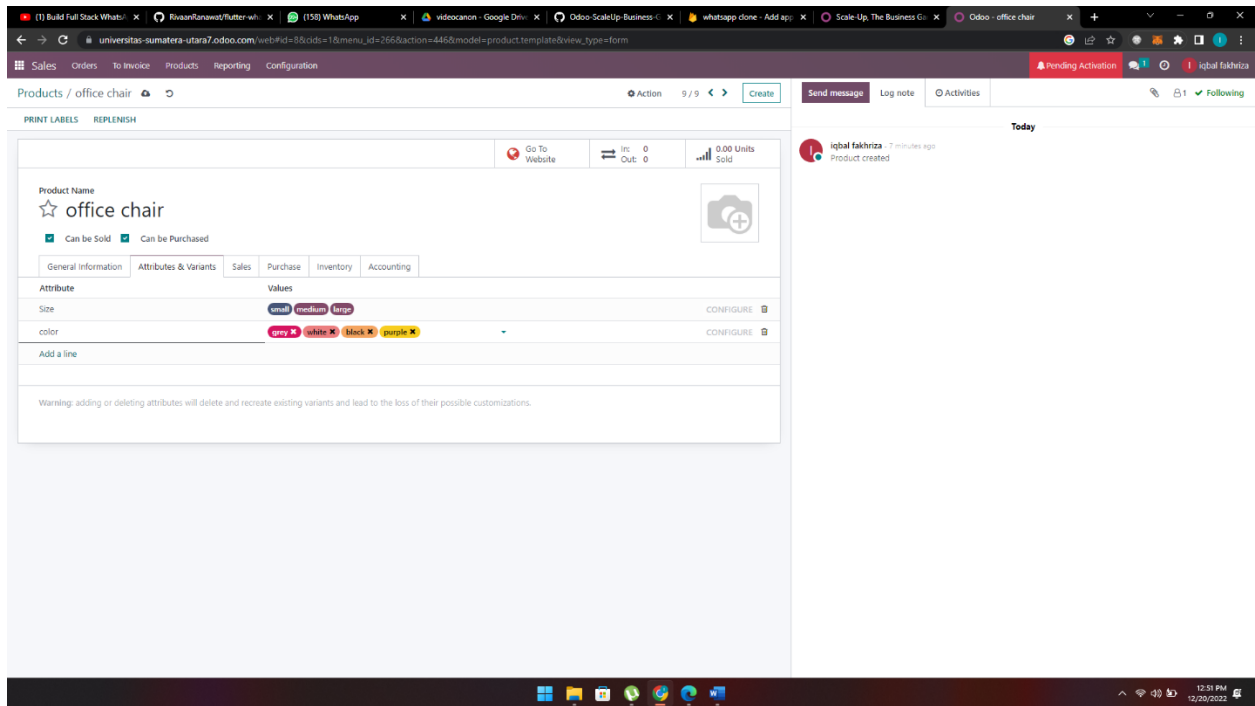 (1) Build Full Stack WhatsA
RivaanRanawat/flutter-wh
(158) WhatsApp
videocanon - Google Driv
Odoo-ScaleUp-Business-G
whatsapp clone - Add app
Scale-Up, The Business Ga
Odoo - office chair
universitas-sumatera-utara7.odoo.com/web#id=8&cids=1&menu_id=266&action=446&model=product.template&view_type=form
Sales Orders To Invoice Products Reporting Configuration
Pending Activation 1 I iqbal fakhriza
Products / office chair
Action 9 / 9 Create
Send message Log note Activities 1 Following
PRINT LABELS REPLENISH
Today
Go To
Website
In: 0
Out: 0
0.00 Units
Sold
I iqbal fakhriza - 7 minutes ago
Product created
Product Name
office chair
Can be Sold Can be Purchased
General Information Attributes & Variants Sales Purchase Inventory Accounting
Attribute Values
Size small medium large CONFIGURE
color grey × white × black × purple × CONFIGURE
Add a line
Warning: adding or deleting attributes will delete and recreate existing variants and lead to the loss of their possible customizations.
12:51 PM
12/20/2022